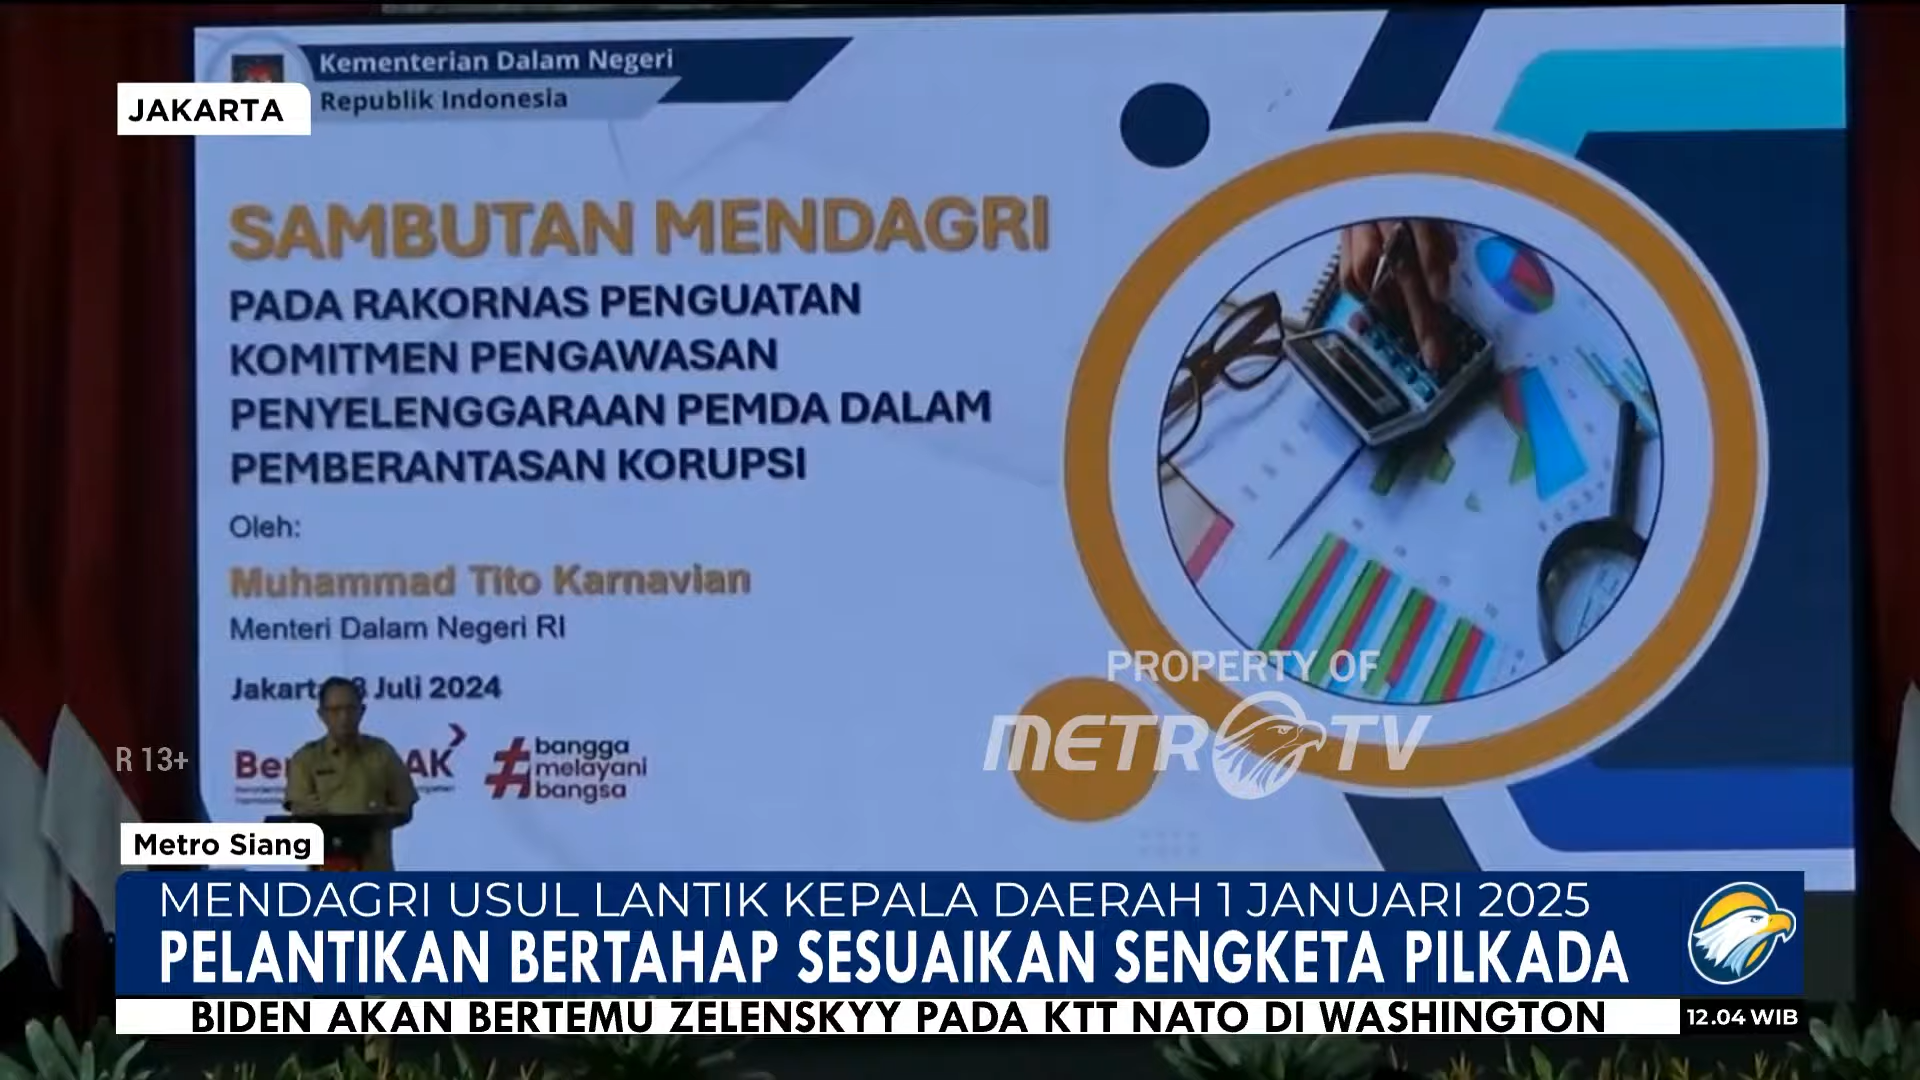 Kementerian Dalam Negeri
Republik Indonesia
JAKARTA
SAMBUTAN MENDAGRI
PADA RAKORNAS PENGUATAN
KOMITMEN PENGAWASAN
PENYELENGGARAAN PEMDA DALAM
PEMBERANTASAN KORUPSI
Oleh:
Muhammad Tito Karnavian
Menteri Dalam Negeri RI
Juli 2024
PROPERTY OF
METRO TV
R 13+
#bangga
melayani
bangsa
Metro Siang
MENDAGRI USUL LANTIK KEPALA DAERAH 1 JANUARI 2025
PELANTIKAN BERTAHAP SESUAIKAN SENGKETA PILKADA
BIDEN AKAN BERTEMU ZELENSKYY PADA KTT NATO DI WASHINGTON
12.04 WIB